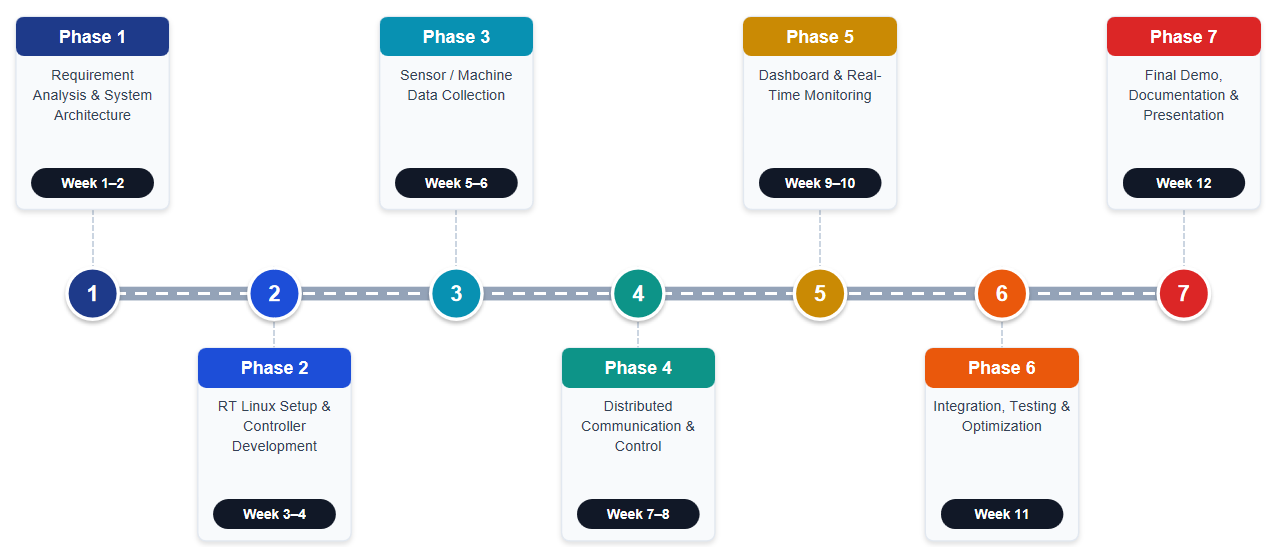 Phase 1
Requirement
Analysis & System
Architecture
Week 1–2
Phase 3
Sensor / Machine
Data Collection
Week 5–6
Phase 5
Dashboard & Real-
Time Monitoring
Week 9–10
Phase 7
Final Demo,
Documentation &
Presentation
Week 12
1
2
3
4
5
6
7
Phase 2
RT Linux Setup &
Controller
Development
Week 3–4
Phase 4
Distributed
Communication &
Control
Week 7–8
Phase 6
Integration, Testing &
Optimization
Week 11